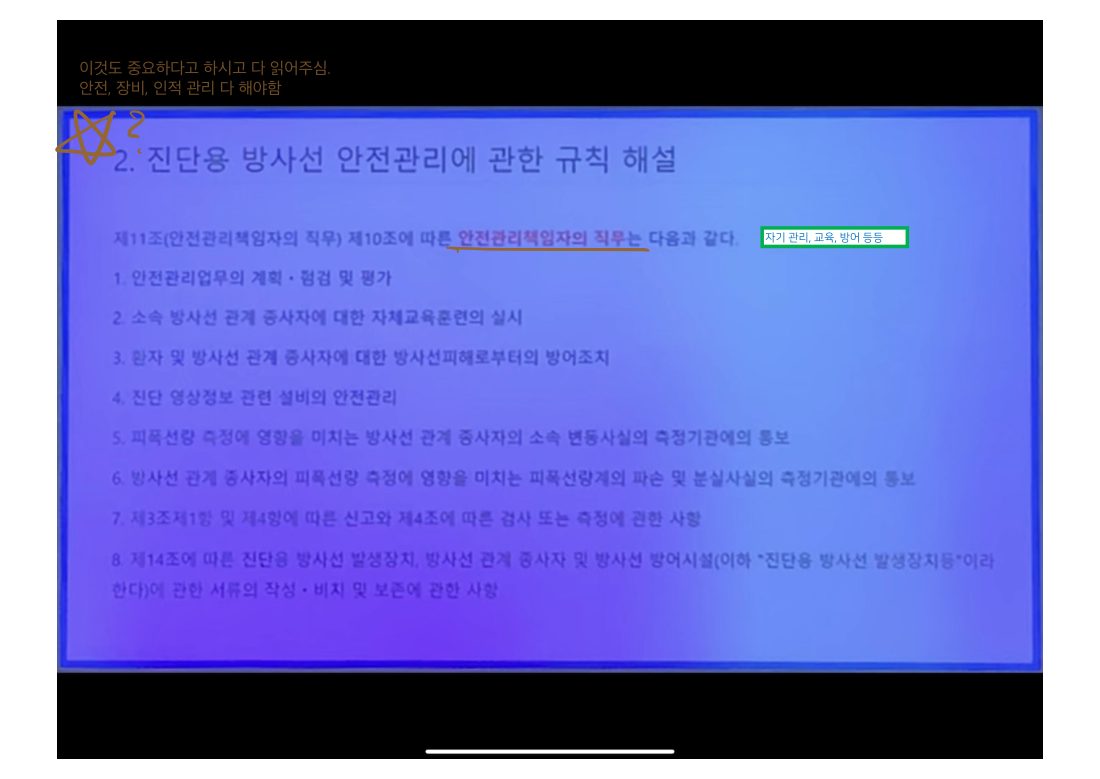 이것도 중요하다고 하시고 다 읽어주심.
안전, 장비, 인적 관리 다 해야함
?
2. 진단용 방사선 안전관리에 관한 규칙 해설
제11조(안전관리책임자의 직무) 제10조에 따른 안전관리책임자의 직무는 다음과 같다.
자기 관리, 교육, 방어 등등
1. 안전관리업무의 계획·점검 및 평가
2. 소속 방사선 관계 종사자에 대한 자체교육훈련의 실시
3. 환자 및 방사선 관계 종사자에 대한 방사선피해로부터의 방어조치
4. 진단 영상정보 관련 설비의 안전관리
5. 피폭선량 측정에 영향을 미치는 방사선 관계 종사자의 소속 변동사실의 측정기관에의 통보
6. 방사선 관계 종사자의 피폭선량 측정에 영향을 미치는 피폭선량계의 파손 및 분실사실의 측정기관에의 통보
7. 제3조제1항 및 제4항에 따른 신고와 제4조에 따른 검사 또는 측정에 관한 사항
8. 제14조에 따른 진단용 방사선 발생장치, 방사선 관계 종사자 및 방사선 방어시설(이하 "진단용 방사선 발생장치등"이라
한다)에 관한 서류의 작성·비치 및 보존에 관한 사항